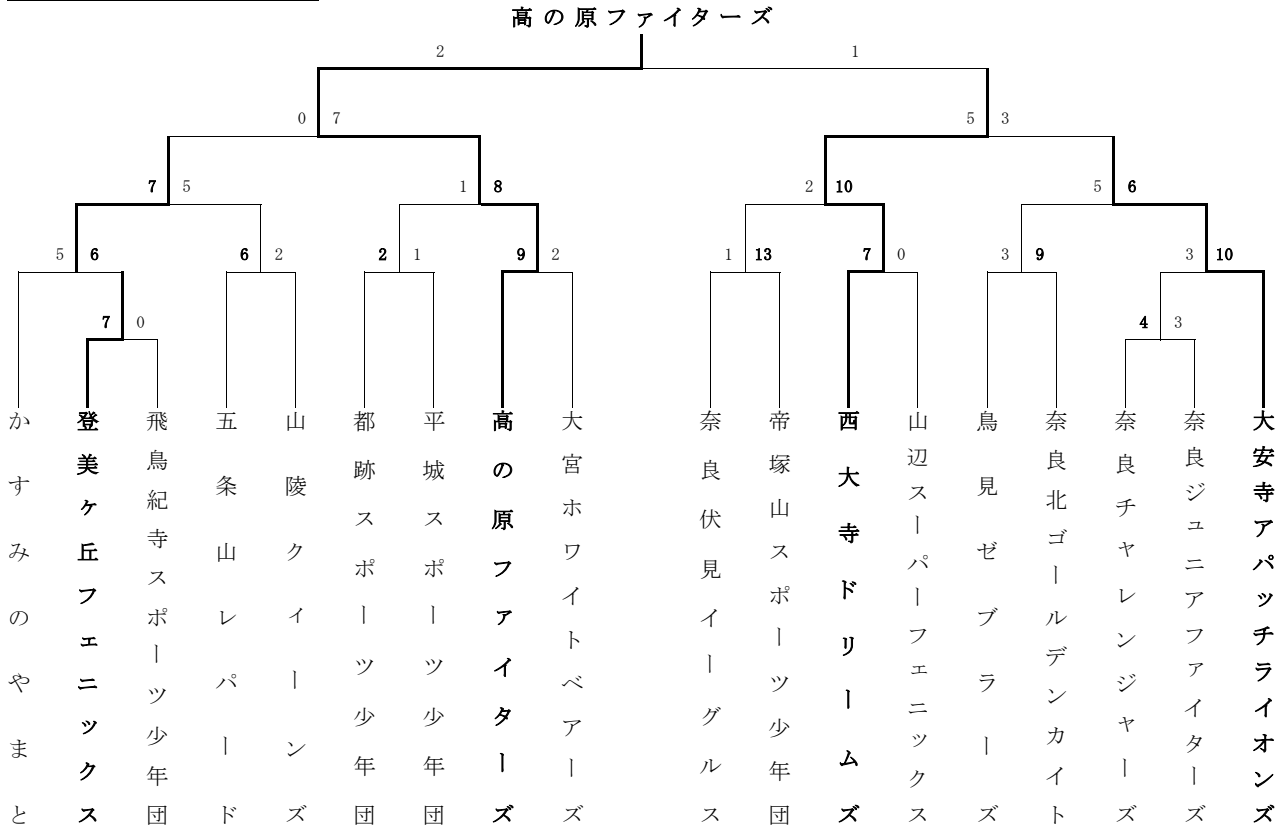 高の原ファイターズ
2 1
0 7 5 3
7 5 1 8 2 10 5 6
5 6 6 2 2 1 9 2 1 13 7 0 3 9 3 10
7 0 4 3
かすみのやまと
登美ヶ丘フェニックス
飛鳥紀寺スポーツ少年団
五条山レパード
山陵クイーンズ
都跡スポーツ少年団
平城スポーツ少年団
高の原ファイターズ
大宮ホワイトベアーズ
奈良伏見イーグルス
帝塚山スポーツ少年団
西大寺ドリームズ
山辺スーパーフェニックス
鳥見ゼブラーズ
奈良北ゴールデンカイト
奈良チャレンジャーズ
奈良ジュニアファイターズ
大安寺アパッチライオンズ